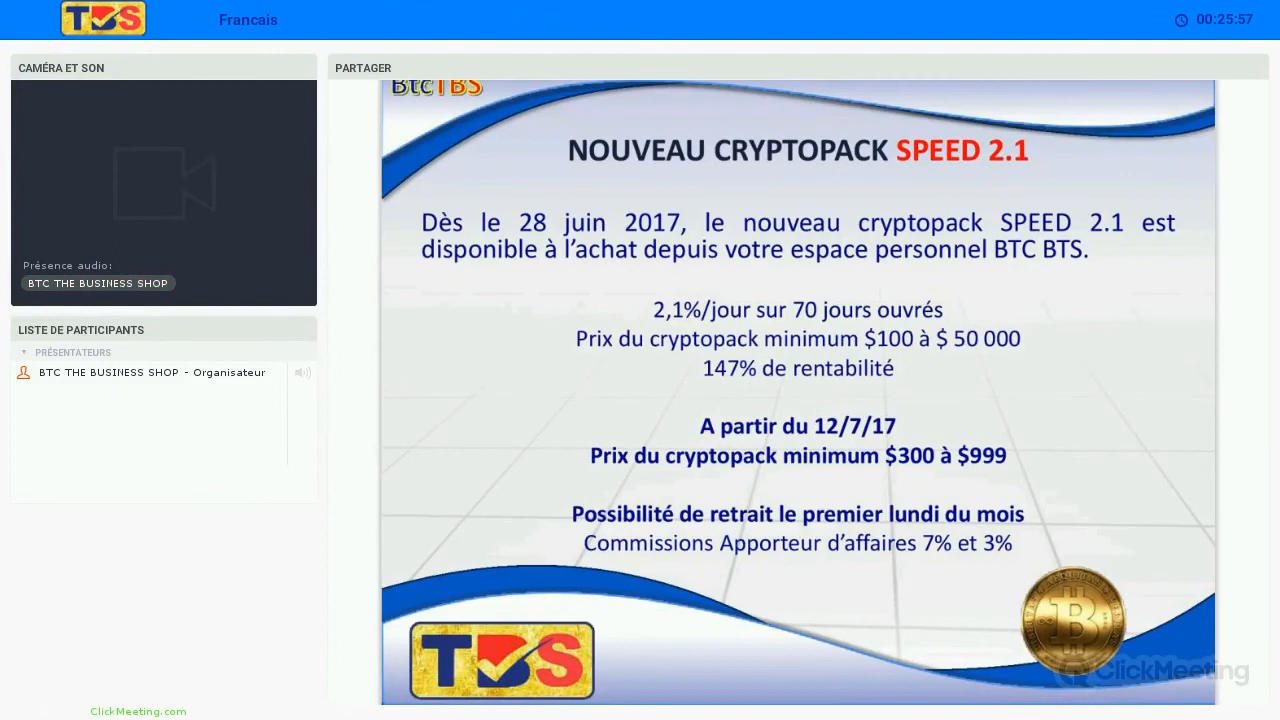 TBS
Francais
00:25:57
CAMÉRA ET SON
Présence audio:
BTC THE BUSINESS SHOP
LISTE DE PARTICIPANTS
PRÉSENTATEURS
BTC THE BUSINESS SHOP - Organisateur
PARTAGER
BtcTBS
NOUVEAU CRYPTOPACK SPEED 2.1
Dès le 28 juin 2017, le nouveau cryptopack SPEED 2.1 est
disponible à l'achat depuis votre espace personnel BTC BTS.
2,1%/jour sur 70 jours ouvrés
Prix du cryptopack minimum $100 à $ 50 000
147% de rentabilité
A partir du 12/7/17
Prix du cryptopack minimum $300 à $999
Possibilité de retrait le premier lundi du mois
Commissions Apporteur d'affaires 7% et 3%
TBS
ClickMeeting
ClickMeeting.com